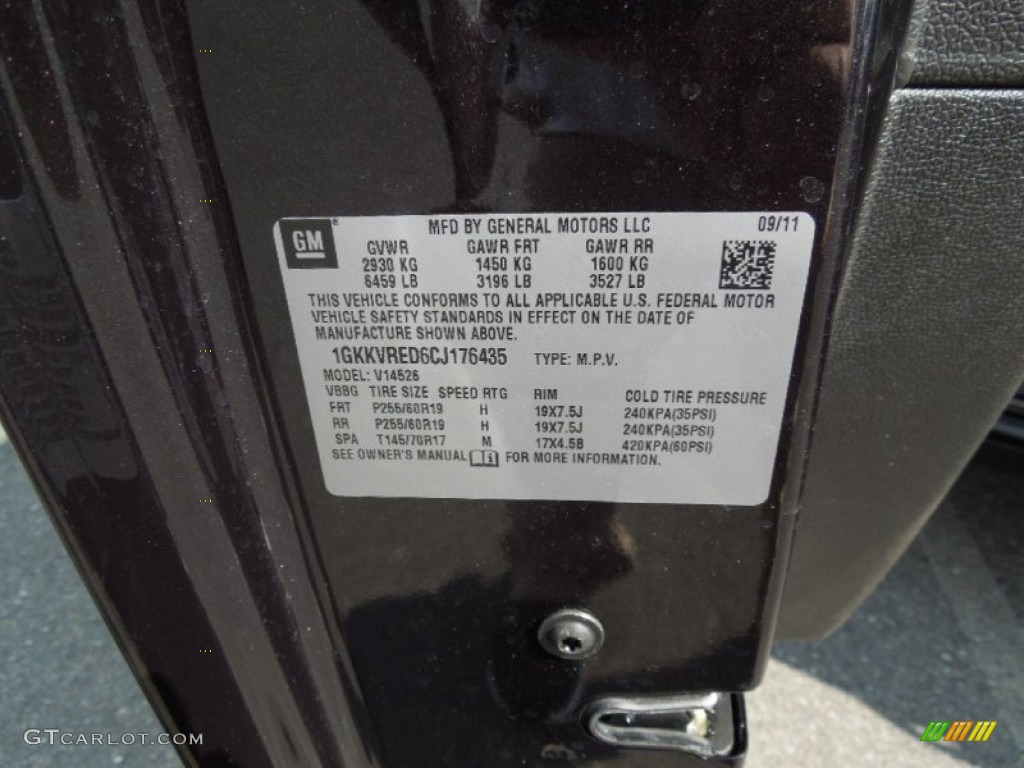 GM
MFD BY GENERAL MOTORS LLC 09/11
GVWR GAWR FRT GAWR RR
2930 KG 1450 KG 1600 KG
6459 LB 3196 LB 3527 LB
THIS VEHICLE CONFORMS TO ALL APPLICABLE U.S. FEDERAL MOTOR
VEHICLE SAFETY STANDARDS IN EFFECT ON THE DATE OF
MANUFACTURE SHOWN ABOVE.
1GKKVRED6CJ176435 TYPE: M.P.V.
MODEL: V14526
VBBG TIRE SIZE SPEED RTG RIM COLD TIRE PRESSURE
FRT P255/60R19 H 19X7.5J 240KPA(35PSI)
RR P255/60R19 H 19X7.5J 240KPA(35PSI)
SPA T145/70R17 M 17X4.5B 420KPA(60PSI)
SEE OWNER'S MANUAL FOR MORE INFORMATION.
GTCARLOT.COM